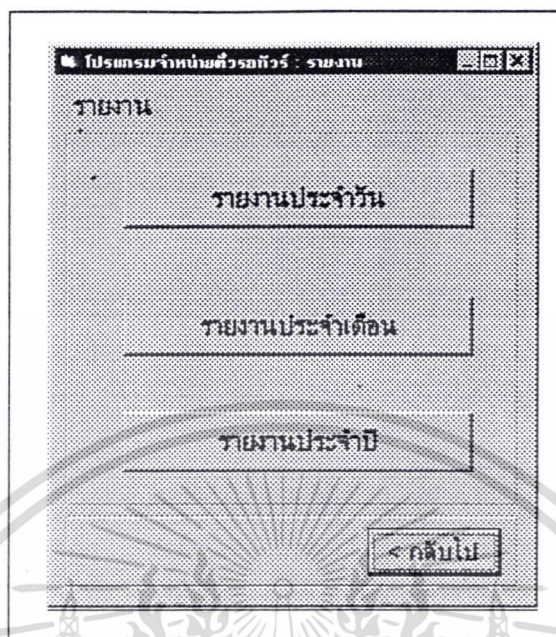 โปรแกรมจำหน่ายตั๋วรถทัวร์ : รายงาน
รายงาน
รายงานประจำวัน
รายงานประจำเดือน
รายงานประจำปี
< กลับไป